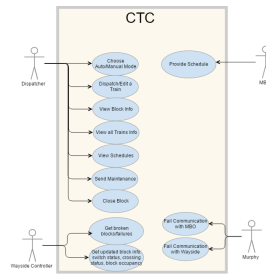 CTC
Choose
Auto/Manual Mode
Provide Schedule
Dispatcher
MB
Dispatch/Edit a
Train
View Block Info
View all Trains Info
View Schedules
Send Maintenance
Close Block
Fail Communication
with MBO
Get broken
blocks/failures
Fail Communication
with Wayside
Get updated block info:
switch status, crossing
status, block occupancy
Wayside Controller
Murphy